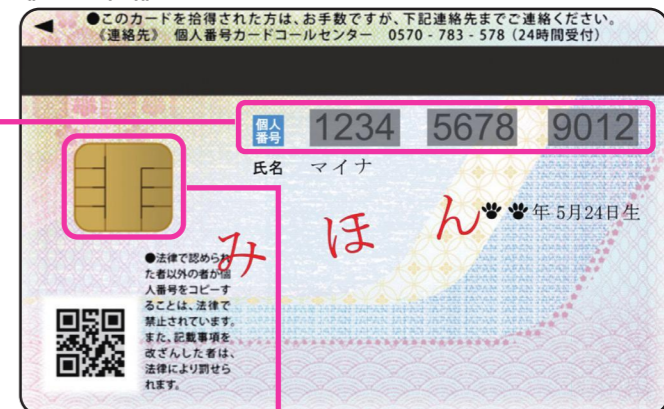 ●このカードを拾得された方は、お手数ですが、下記連絡先までご連絡ください。
《連絡先》 個人番号カードコールセンター 0570 - 783 - 578（24時間受付）
個人番号 1234 5678 9012
氏名 マイナ
年 5月24日生
みほん
●法律で認められ
た者以外の者が個
人番号をコピーす
ることは、法律で
禁止されています。
また、記載事項を
改ざんした者は、
法律により罰せら
れます。